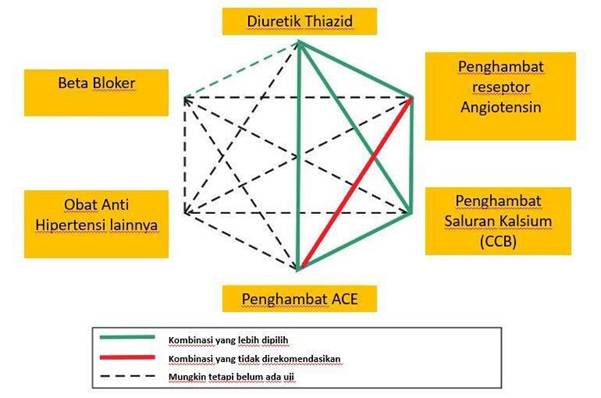 Diuretik Thiazid
Beta Bloker
Penghambat
reseptor
Angiotensin
Obat Anti
Hipertensi lainnya
Penghambat
Saluran Kalsium
(CCB)
Penghambat ACE
Kombinasi yang lebih dipilih
Kombinasi yang tidak direkomendasikan
Mungkin tetapi belum ada uji